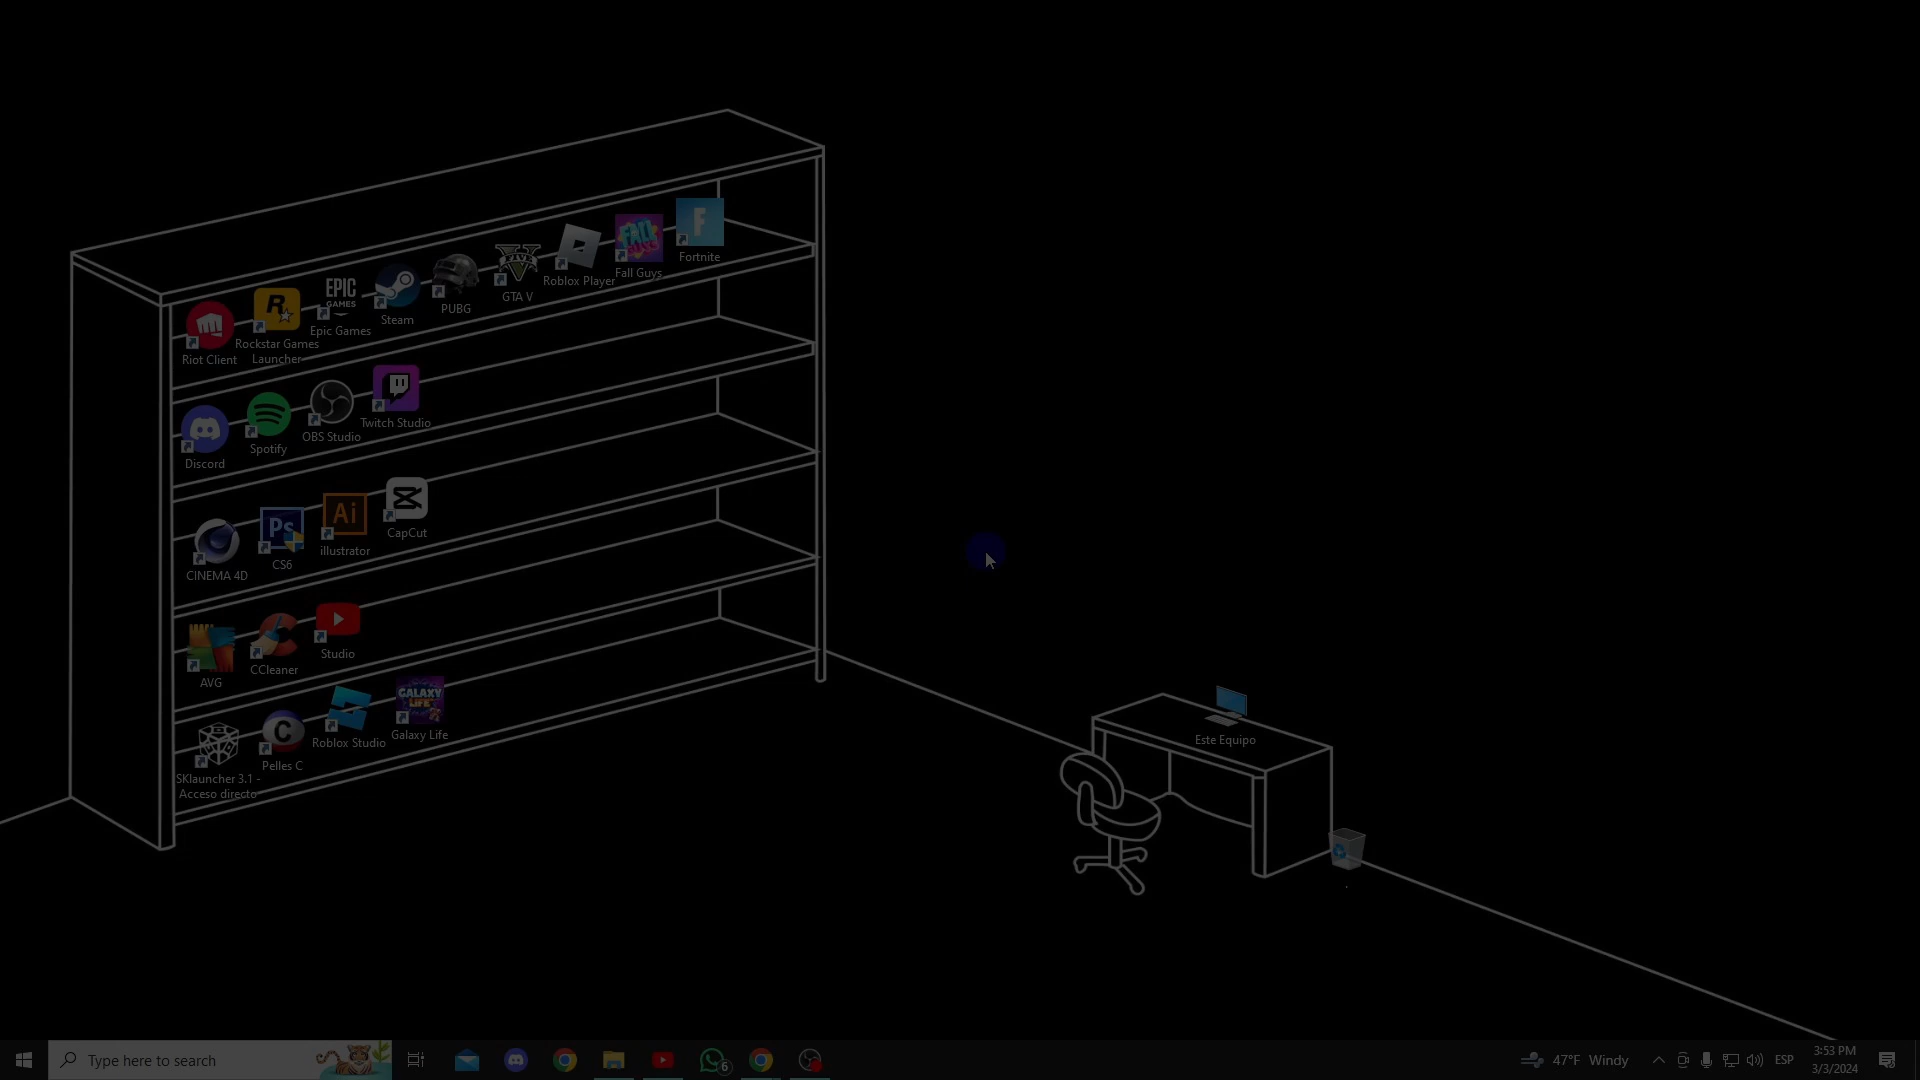 Fortnite
Fall Guys
Roblox Player
GTA V
PUBG
Steam
EPIC
GAMES
Epic Games
Rockstar Games
Launcher
Riot Client
Twitch Studio
OBS Studio
Spotify
Discord
CapCut
Ai
illustrator
Ps
CS6
CINEMA 4D
Studio
CCleaner
AVG
GALAXY
LIFE
Galaxy Life
Roblox Studio
Pelles C
SKlauncher 3.1 -
Acceso directo
Este Equipo
Type here to search
6
47°F Windy
ESP
3:53 PM
3/3/2024